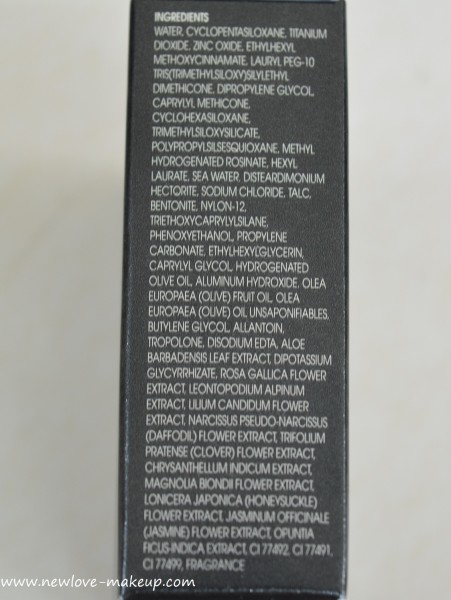 INGREDIENTS
WATER, CYCLOPENTASILOXANE, TITANIUM
DIOXIDE, ZINC OXIDE, ETHYLHEXYL
METHOXYCINNAMATE, LAURYL PEG-10
TRIS(TRIMETHYLSILOXY)SILYLETHYL
DIMETHICONE, DIPROPYLENE GLYCOL,
CAPRYLYL METHICONE,
CYCLOHEXASILOXANE,
TRIMETHYLSILOXYSILICATE,
POLYPROPYLSILSESQUIOXANE, METHYL
HYDROGENATED ROSINATE, HEXYL
LAURATE, SEA WATER, DISTEARDIMONIUM
HECTORITE, SODIUM CHLORIDE, TALC,
BENTONITE, NYLON-12,
TRIETHOXYCAPRYLYLSILANE,
PHENOXYETHANOL, PROPYLENE
CARBONATE, ETHYLHEXYLGLYCERIN,
CAPRYLYL GLYCOL, HYDROGENATED
OLIVE OIL, ALUMINUM HYDROXIDE, OLEA
EUROPAEA (OLIVE) FRUIT OIL, OLEA
EUROPAEA (OLIVE) OIL UNSAPONIFIABLES,
BUTYLENE GLYCOL, ALLANTOIN,
TROPOLONE, DISODIUM EDTA, ALOE
BARBADENSIS LEAF EXTRACT, DIPOTASSIUM
GLYCYRRHIZATE, ROSA GALLICA FLOWER
EXTRACT, LEONTOPODIUM ALPINUM
EXTRACT, LILIUM CANDIDUM FLOWER
EXTRACT, NARCISSUS PSEUDO-NARCISSUS
(DAFFODIL) FLOWER EXTRACT, TRIFOLIUM
PRATENSE (CLOVER) FLOWER EXTRACT,
CHRYSANTHELLUM INDICUM EXTRACT,
MAGNOLIA BIONDII FLOWER EXTRACT,
LONICERA JAPONICA (HONEYSUCKLE)
FLOWER EXTRACT, JASMINUM OFFICINALE
(JASMINE) FLOWER EXTRACT, OPUNTIA
FICUS-INDICA EXTRACT, CI 77492, CI 77491,
CI 77499, FRAGRANCE
www.newlove-makeup.com